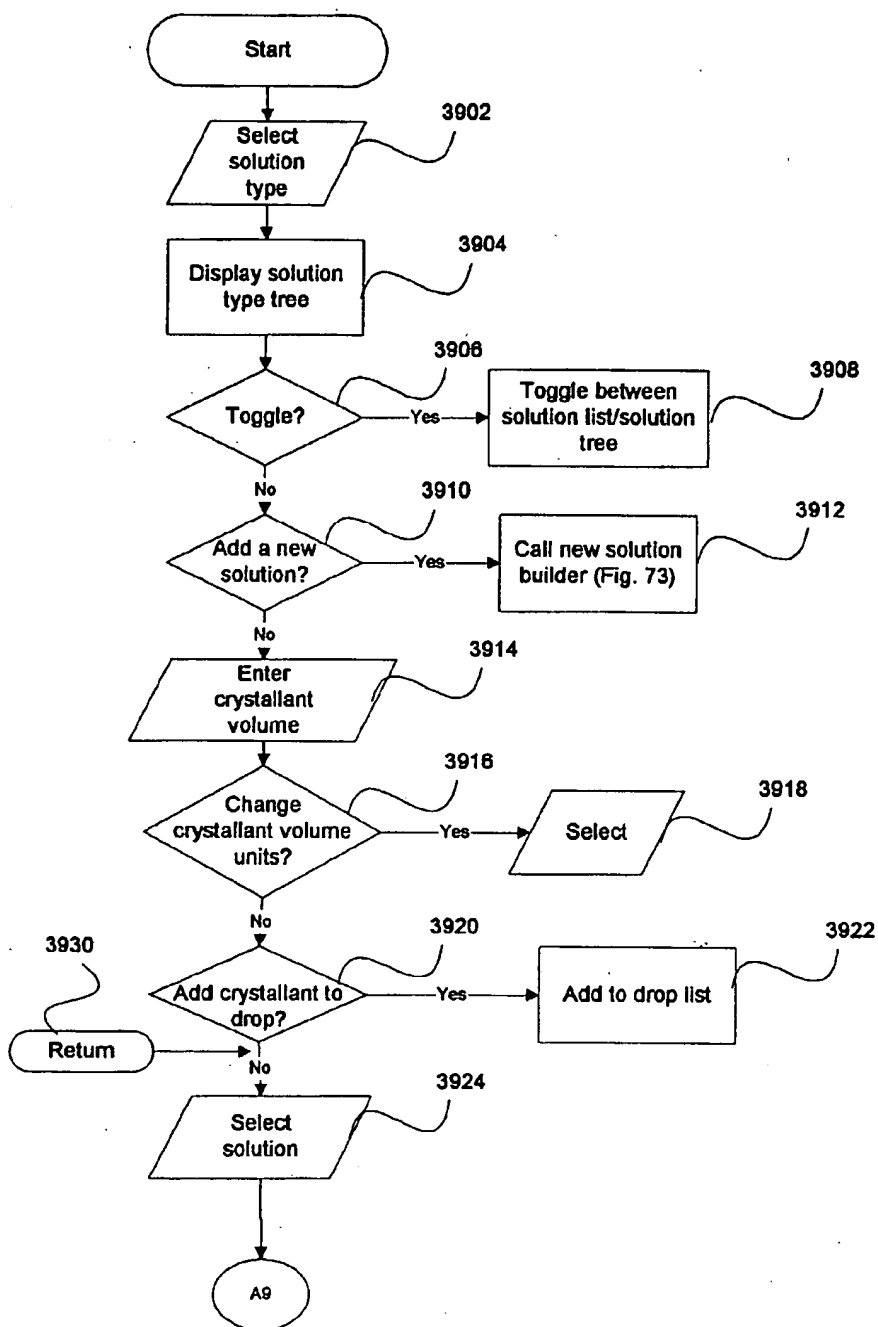 Start
3902
Select
solution
type
3904
Display solution
type tree
3906
Toggle?
Yes
3908
Toggle between
solution list/solution
tree
No
3910
Add a new
solution?
Yes
3912
Call new solution
builder (Fig. 73)
No
3914
Enter
crystallant
volume
3916
Change
crystallant volume
units?
Yes
3918
Select
No
3920
Add crystallant to
drop?
Yes
3922
Add to drop list
3930
Return
No
3924
Select
solution
A9